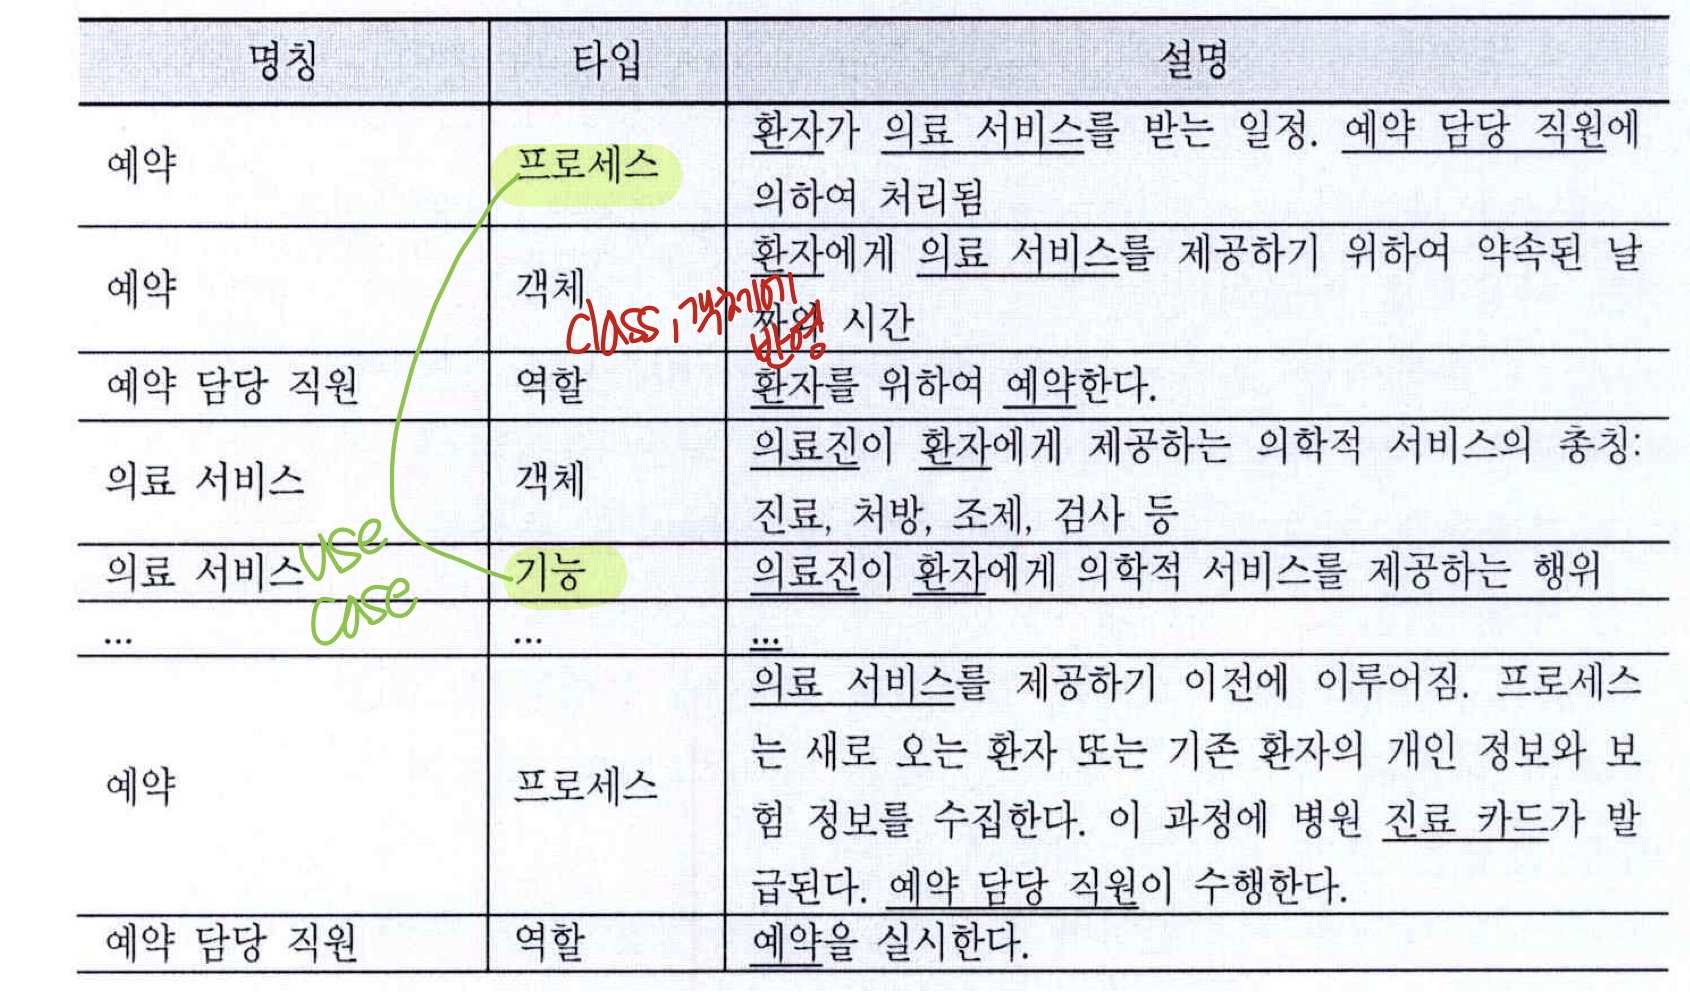 명칭 타입 설명
예약 프로세스 환자가 의료 서비스를 받는 일정. 예약 담당 직원에
의하여 처리됨
예약 객체 환자에게 의료 서비스를 제공하기 위하여 약속된 날
짜와 시간
class, 객체에
반영
예약 담당 직원 역할 환자를 위하여 예약한다.
의료 서비스 객체 의료진이 환자에게 제공하는 의학적 서비스의 총칭:
진료, 처방, 조제, 검사 등
의료 서비스 기능 의료진이 환자에게 의학적 서비스를 제공하는 행위
use
case
... ... ...
예약 프로세스 의료 서비스를 제공하기 이전에 이루어짐. 프로세스
는 새로 오는 환자 또는 기존 환자의 개인 정보와 보
험 정보를 수집한다. 이 과정에 병원 진료 카드가 발
급된다. 예약 담당 직원이 수행한다.
예약 담당 직원 역할 예약을 실시한다.